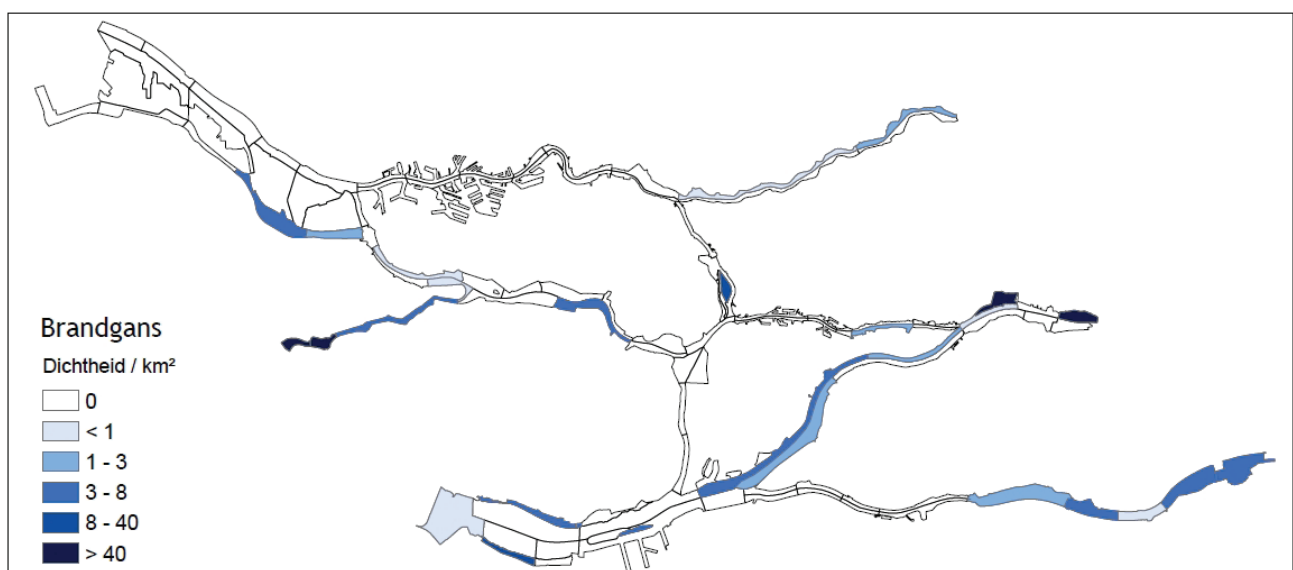 Brandgans
Dichtheid / km²
0
< 1
1 - 3
3 - 8
8 - 40
> 40